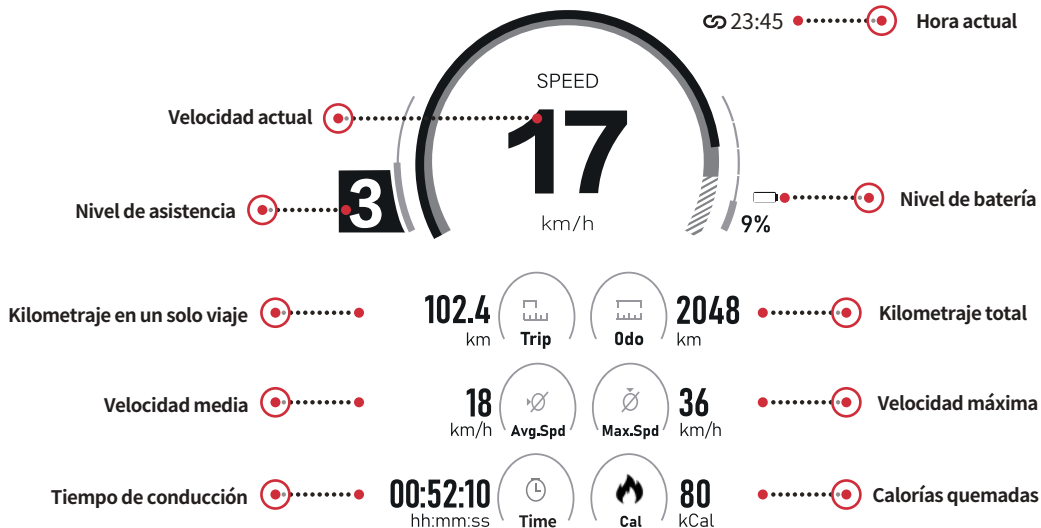 23:45
Hora actual
SPEED
Velocidad actual
17
3
Nivel de asistencia
km/h
Nivel de batería
9%
Kilometraje en un solo viaje
102.4
km
Trip
Odo
2048
km
Kilometraje total
Velocidad media
18
km/h
Avg.Spd
Max.Spd
36
km/h
Velocidad máxima
Tiempo de conducción
00:52:10
hh:mm:ss
Time
Cal
80
kCal
Calorías quemadas